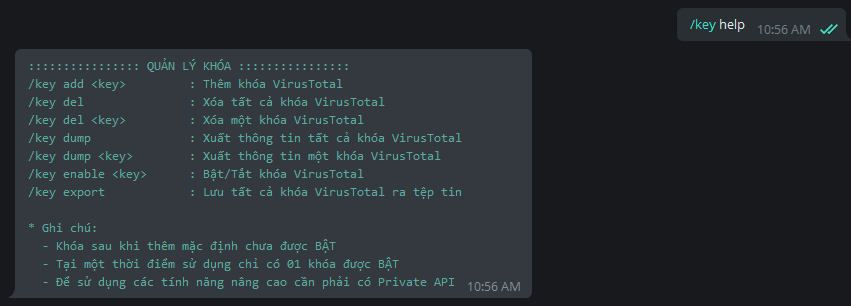 /key help 10:56 AM
:::::::::::::::: QUẢN LÝ KHÓA ::::::::::::::::
/key add <key> : Thêm khóa VirusTotal
/key del : Xóa tất cả khóa VirusTotal
/key del <key> : Xóa một khóa VirusTotal
/key dump : Xuất thông tin tất cả khóa VirusTotal
/key dump <key> : Xuất thông tin một khóa VirusTotal
/key enable <key> : Bật/Tắt khóa VirusTotal
/key export : Lưu tất cả khóa VirusTotal ra tệp tin
* Ghi chú:
- Khóa sau khi thêm mặc định chưa được BẬT
- Tại một thời điểm sử dụng chỉ có 01 khóa được BẬT
- Để sử dụng các tính năng nâng cao cần phải có Private API 10:56 AM